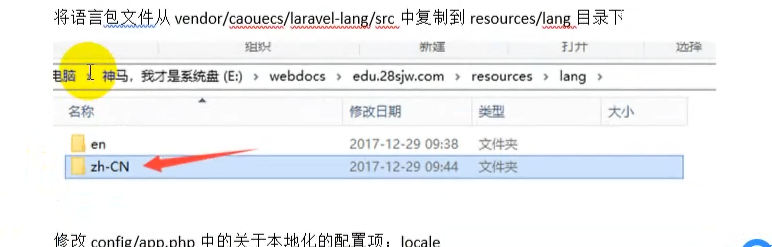 将语言包文件从 vendor/caouecs/laravel-lang/src 中复制到 resources/lang 目录下
组织 新建 打开 选择
电脑 › 神马，我才是系统盘 (E:) › webdocs › edu.28sjw.com › resources › lang ›
名称 修改日期 类型 大小
en 2017-12-29 09:38 文件夹
zh-CN 2017-12-29 09:44 文件夹
修改 config/app.php 中的关于本地化的配置项：locale